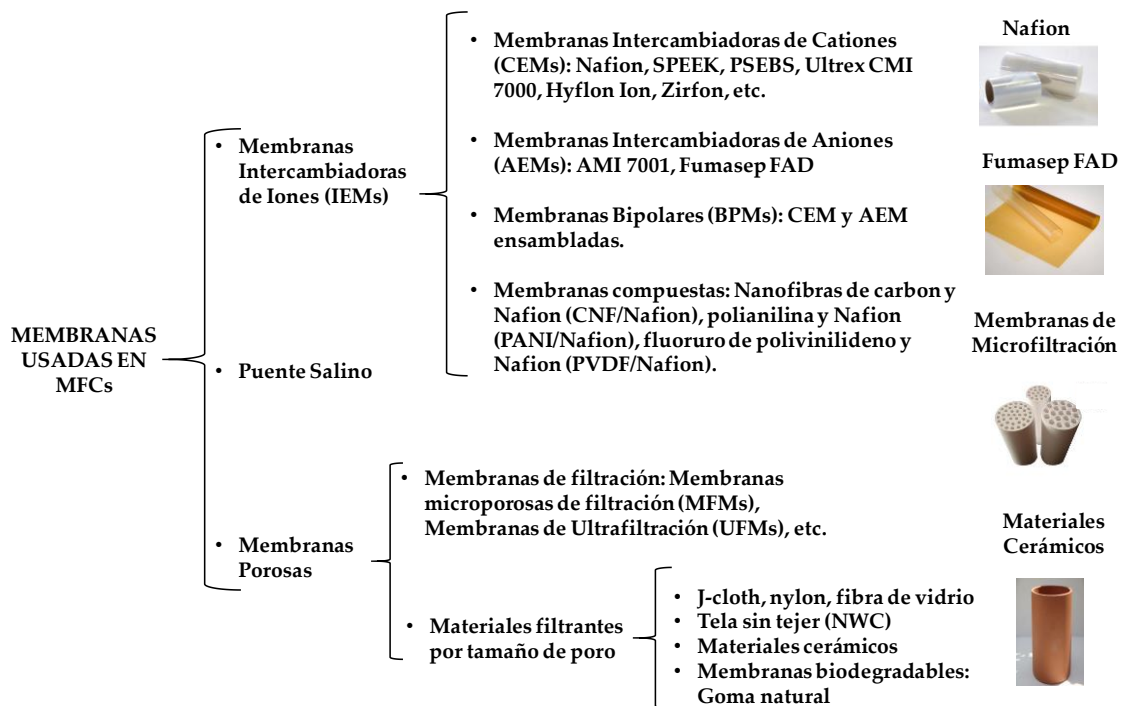 MEMBRANAS
USADAS EN
MFCs
• Membranas
Intercambiadoras
de Iones (IEMs)
• Membranas Intercambiadoras de Cationes
(CEMs): Nafion, SPEEK, PSEBS, Ultrex CMI
7000, Hyflon Ion, Zirfon, etc.
• Membranas Intercambiadoras de Aniones
(AEMs): AMI 7001, Fumasep FAD
• Membranas Bipolares (BPMs): CEM y AEM
ensambladas.
• Membranas compuestas: Nanofibras de carbon y
Nafion (CNF/Nafion), polianilina y Nafion
(PANI/Nafion), fluoruro de polivinilideno y
Nafion (PVDF/Nafion).
• Puente Salino
• Membranas
Porosas
• Membranas de filtración: Membranas
microporosas de filtración (MFMs),
Membranas de Ultrafiltración (UFMs), etc.
• Materiales filtrantes
por tamaño de poro
• J-cloth, nylon, fibra de vidrio
• Tela sin tejer (NWC)
• Materiales cerámicos
• Membranas biodegradables:
Goma natural
Nafion
Fumasep FAD
Membranas de
Microfiltración
Materiales
Cerámicos